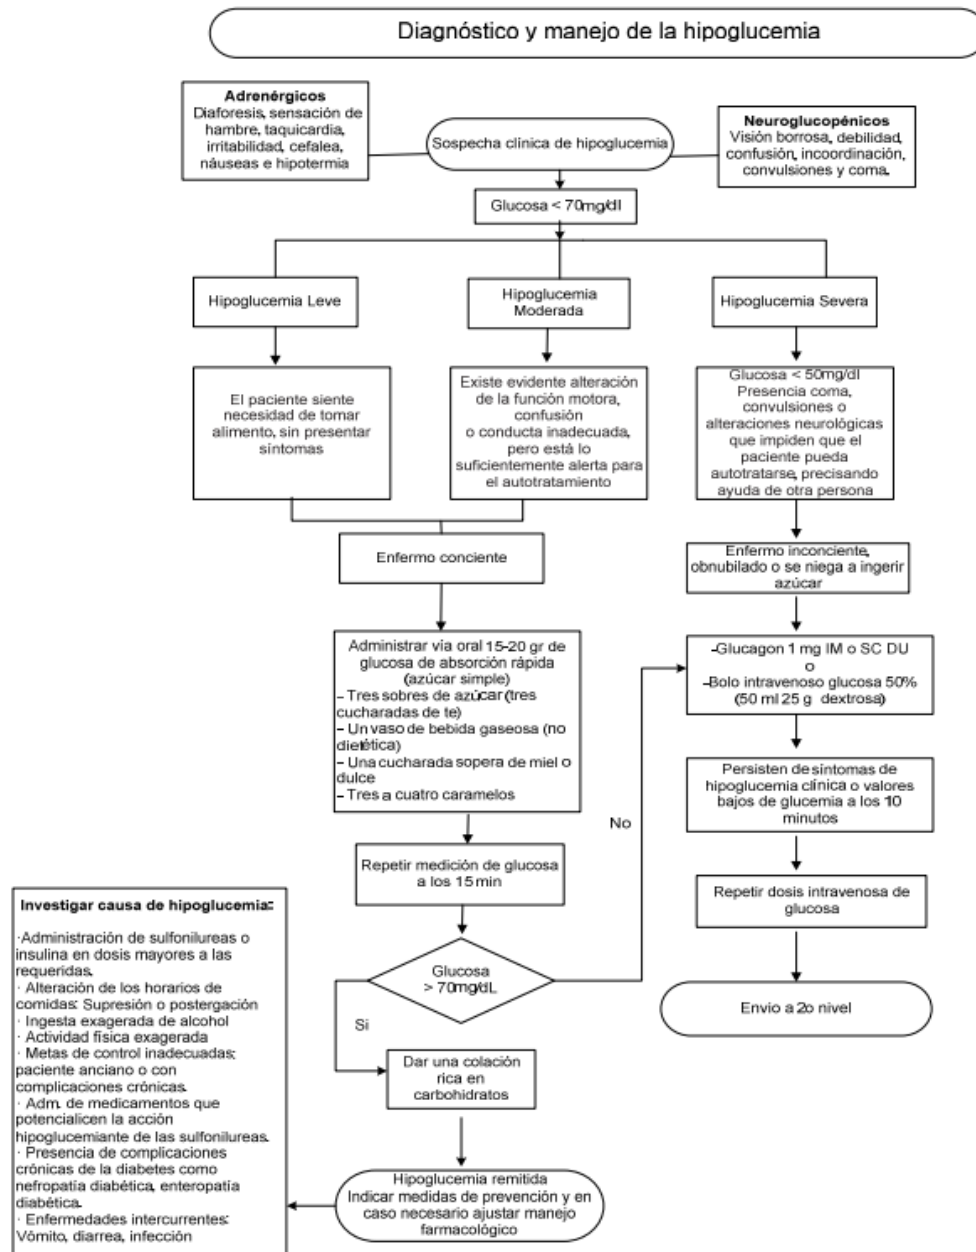 Diagnóstico y manejo de la hipoglucemia
Adrenérgicos
Diaforesis, sensación de
hambre, taquicardia,
irritabilidad, cefalea,
náuseas e hipotermia
Sospecha clínica de hipoglucemia
Neuroglucopénicos
Visión borrosa, debilidad,
confusión, incoordinación,
convulsiones y coma.
Glucosa < 70mg/dl
Hipoglucemia Leve
Hipoglucemia
Moderada
Hipoglucemia Severa
El paciente siente
necesidad de tomar
alimento, sin presentar
síntomas
Existe evidente alteración
de la función motora,
confusión
o conducta inadecuada,
pero está lo
suficientemente alerta para
el autotratamiento
Glucosa < 50mg/dl
Presencia coma,
convulsiones o
alteraciones neurológicas
que impiden que el
paciente pueda
autotratarse, precisando
ayuda de otra persona
Enfermo conciente
Enfermo inconciente,
obnubilado o se niega a ingerir
azúcar
Administrar vía oral 15-20 gr de
glucosa de absorción rápida
(azúcar simple)
– Tres sobres de azúcar (tres
cucharadas de te)
– Un vaso de bebida gaseosa (no
dietética)
– Una cucharada sopera de miel o
dulce
– Tres a cuatro caramelos
-Glucagon 1 mg IM o SC DU
o
-Bolo intravenoso glucosa 50%
(50 ml 25 g dextrosa)
Persisten de síntomas de
hipoglucemia clínica o valores
bajos de glucemia a los 10
minutos
No
Repetir medición de glucosa
a los 15 min
Repetir dosis intravenosa de
glucosa
Glucosa
> 70mg/dL
Envio a 2o nivel
Si
Dar una colación
rica en
carbohidratos
Hipoglucemia remitida
Indicar medidas de prevención y en
caso necesario ajustar manejo
farmacológico
Investigar causa de hipoglucemia:
·Administración de sulfonilureas o
insulina en dosis mayores a las
requeridas.
· Alteración de los horarios de
comidas: Supresión o postergación
· Ingesta exagerada de alcohol
· Actividad física exagerada
· Metas de control inadecuadas;
paciente anciano o con
complicaciones crónicas.
· Adm. de medicamentos que
potencialicen la acción
hipoglucemiante de las sulfonilureas.
· Presencia de complicaciones
crónicas de la diabetes como
nefropatía diabética, enteropatía
diabética.
· Enfermedades intercurrentes:
Vómito, diarrea, infección